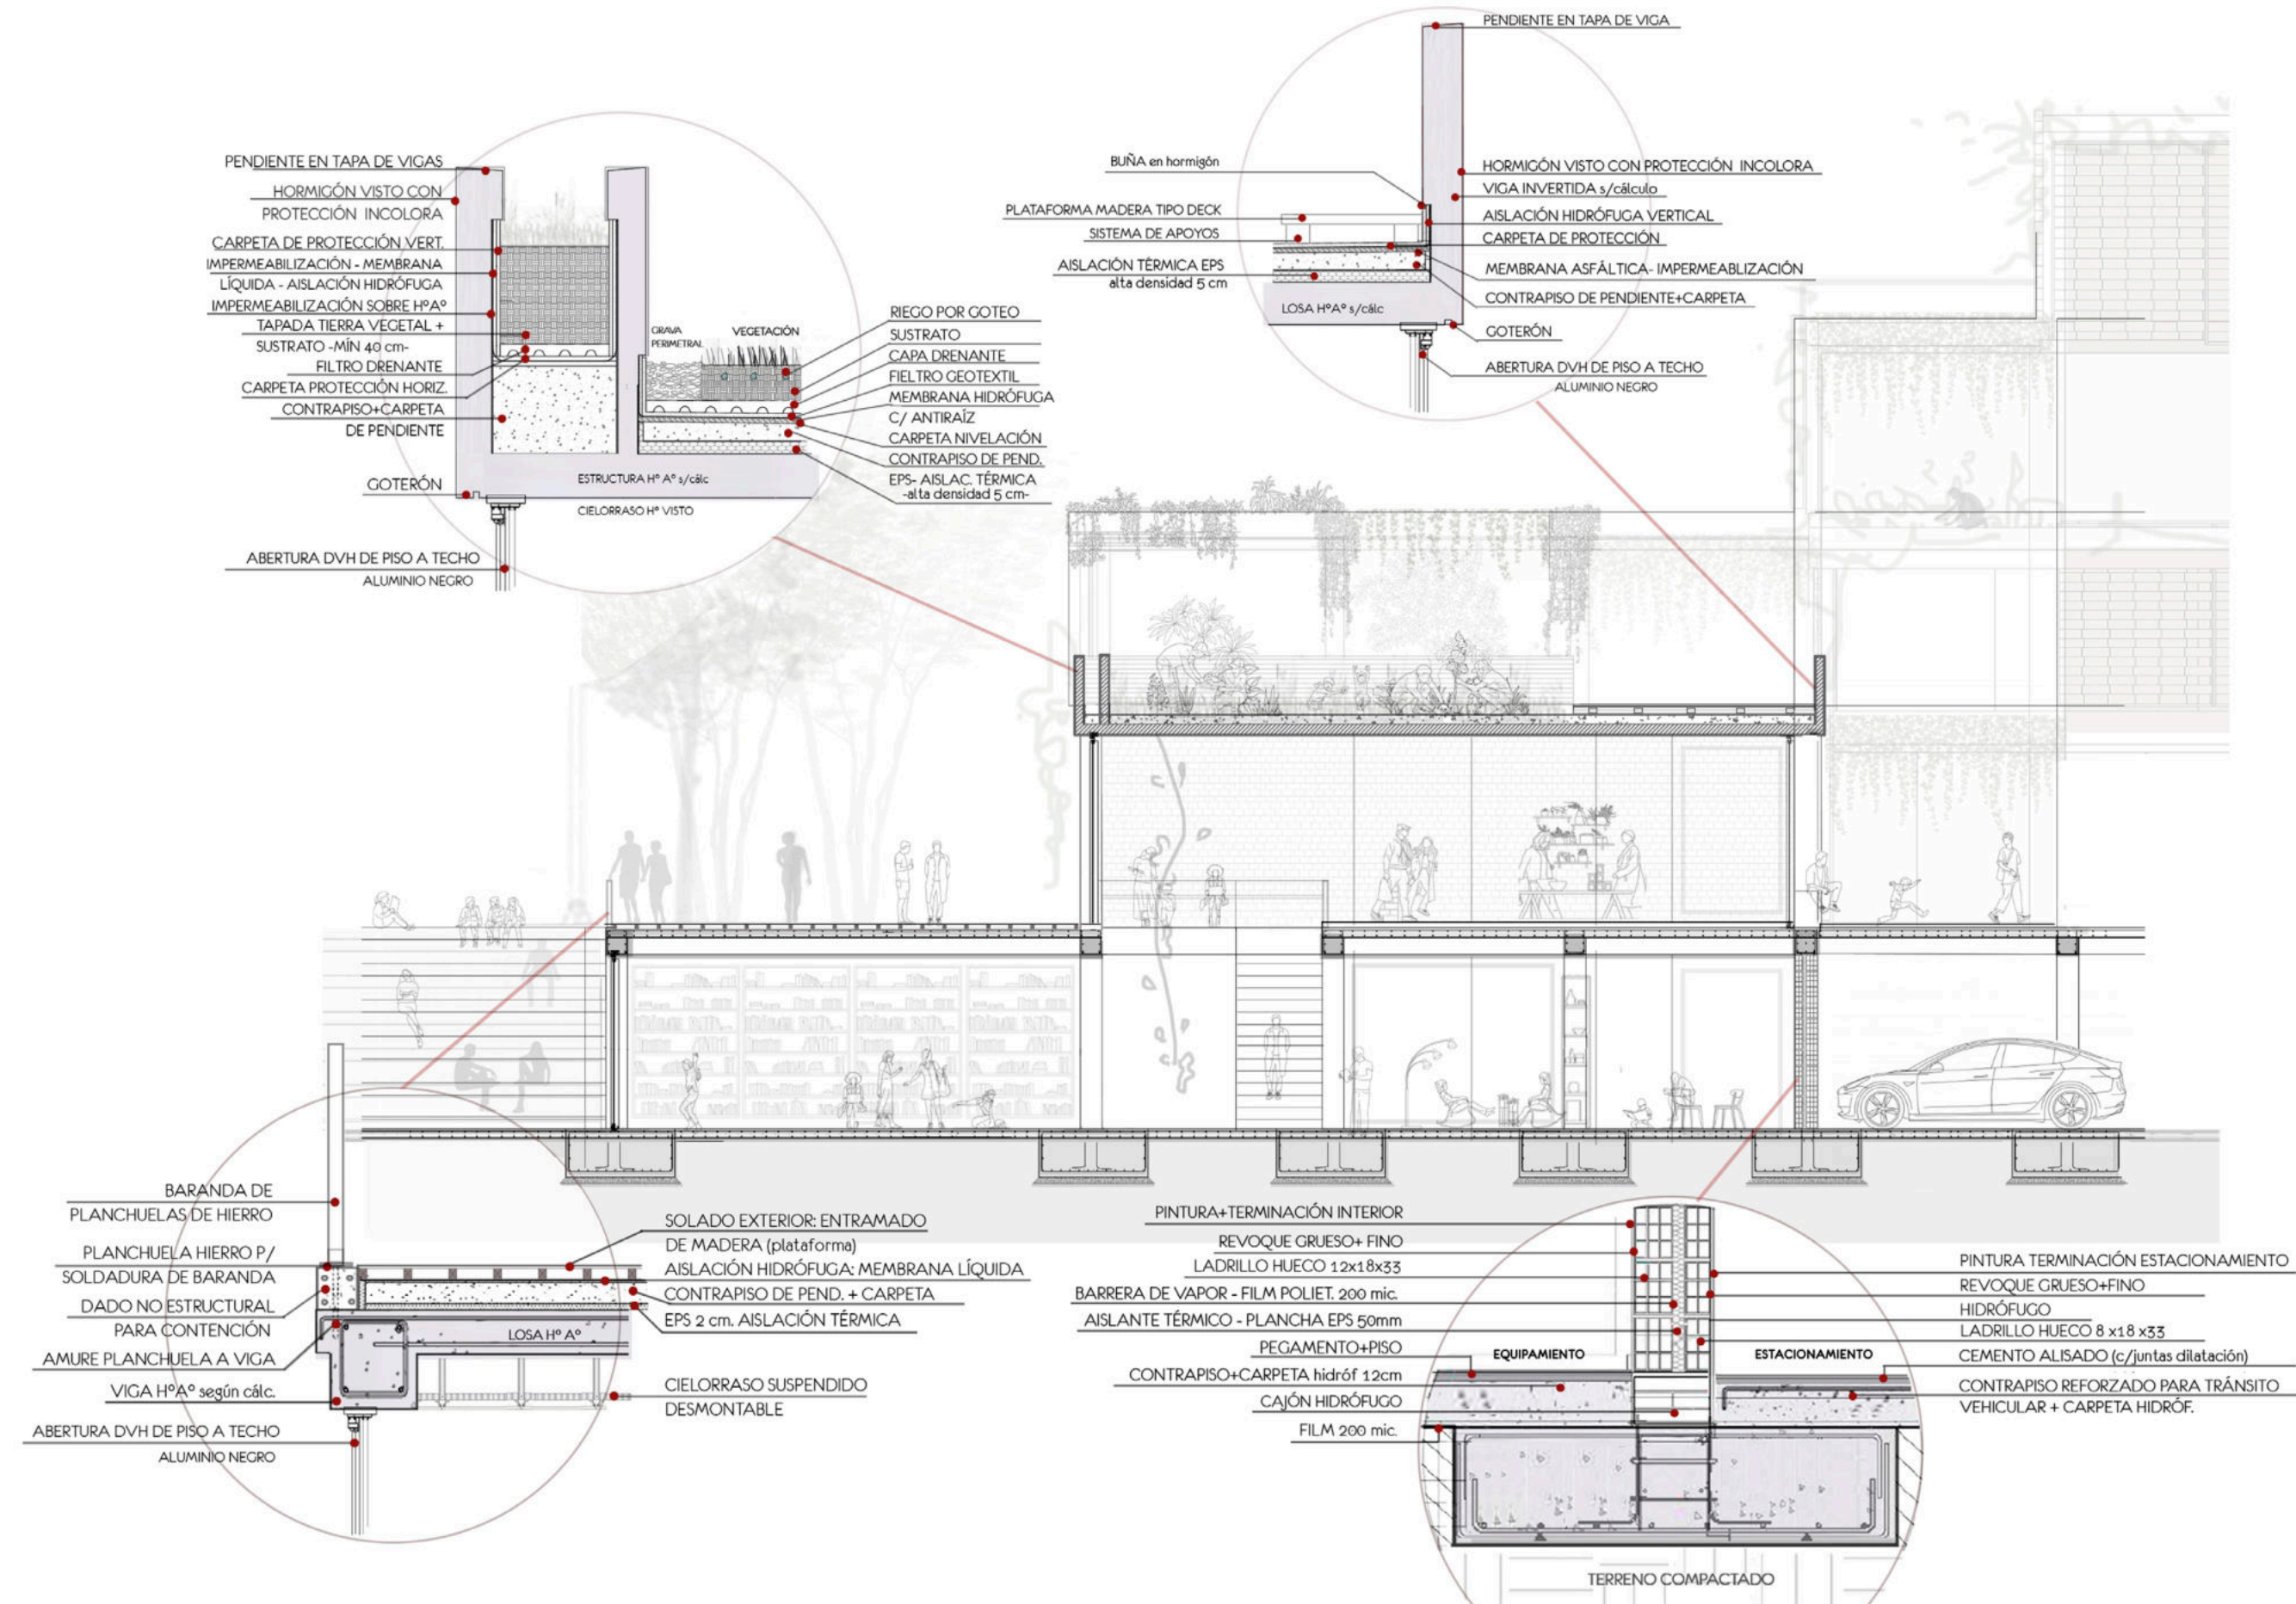 PENDIENTE EN TAPA DE VIGAS
HORMIGÓN VISTO CON
PROTECCIÓN INCOLORA
CARPETA DE PROTECCIÓN VERT.
IMPERMEABILIZACIÓN - MEMBRANA
LÍQUIDA - AISLACIÓN HIDRÓFUGA
IMPERMEABILIZACIÓN SOBRE HºAº
TAPADA TIERRA VEGETAL +
SUSTRATO -MÍN 40 cm-
FILTRO DRENANTE
CARPETA PROTECCIÓN HORIZ.
CONTRAPISO+CARPETA
DE PENDIENTE
GOTERÓN
ABERTURA DVH DE PISO A TECHO
ALUMINIO NEGRO
GRAVA
PERIMETRAL
VEGETACIÓN
ESTRUCTURA Hº Aº s/cálc
CIELORRASO Hº VISTO
RIEGO POR GOTEO
SUSTRATO
CAPA DRENANTE
FIELTRO GEOTEXTIL
MEMBRANA HIDRÓFUGA
C/ ANTIRAÍZ
CARPETA NIVELACIÓN
CONTRAPISO DE PEND.
EPS- AISLAC. TÉRMICA
-alta densidad 5 cm-
PENDIENTE EN TAPA DE VIGA
BUÑA en hormigón
PLATAFORMA MADERA TIPO DECK
SISTEMA DE APOYOS
AISLACIÓN TÉRMICA EPS
alta densidad 5 cm
LOSA HºAº s/cálc
HORMIGÓN VISTO CON PROTECCIÓN INCOLORA
VIGA INVERTIDA s/cálculo
AISLACIÓN HIDRÓFUGA VERTICAL
CARPETA DE PROTECCIÓN
MEMBRANA ASFÁLTICA- IMPERMEABLIZACIÓN
CONTRAPISO DE PENDIENTE+CARPETA
GOTERÓN
ABERTURA DVH DE PISO A TECHO
ALUMINIO NEGRO
BARANDA DE
PLANCHUELAS DE HIERRO
PLANCHUELA HIERRO P/
SOLDADURA DE BARANDA
DADO NO ESTRUCTURAL
PARA CONTENCIÓN
AMURE PLANCHUELA A VIGA
VIGA HºAº según cálc.
ABERTURA DVH DE PISO A TECHO
ALUMINIO NEGRO
SOLADO EXTERIOR: ENTRAMADO
DE MADERA (plataforma)
AISLACIÓN HIDRÓFUGA: MEMBRANA LÍQUIDA
CONTRAPISO DE PEND. + CARPETA
EPS 2 cm. AISLACIÓN TÉRMICA
LOSA Hº Aº
CIELORRASO SUSPENDIDO
DESMONTABLE
PINTURA+TERMINACIÓN INTERIOR
REVOQUE GRUESO+ FINO
LADRILLO HUECO 12x18x33
BARRERA DE VAPOR - FILM POLIET. 200 mic.
AISLANTE TÉRMICO - PLANCHA EPS 50mm
PEGAMENTO+PISO
CONTRAPISO+CARPETA hidróf 12cm
CAJÓN HIDRÓFUGO
FILM 200 mic.
EQUIPAMIENTO
ESTACIONAMIENTO
PINTURA TERMINACIÓN ESTACIONAMIENTO
REVOQUE GRUESO+FINO
HIDRÓFUGO
LADRILLO HUECO 8 x18 x33
CEMENTO ALISADO (c/juntas dilatación)
CONTRAPISO REFORZADO PARA TRÁNSITO
VEHICULAR + CARPETA HIDRÓF.
TERRENO COMPACTADO